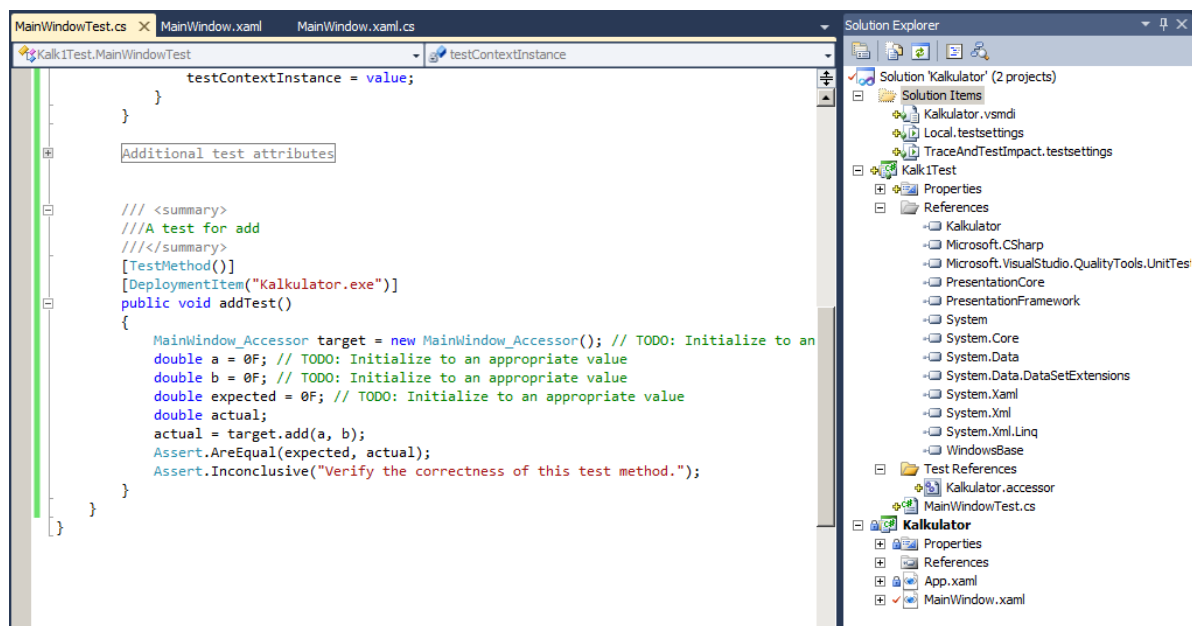 MainWindowTest.cs X MainWindow.xaml MainWindow.xaml.cs
Kalk1Test.MainWindowTest testContextInstance
testContextInstance = value;
}
}
Additional test attributes
/// <summary>
///A test for add
///</summary>
[TestMethod()]
[DeploymentItem("Kalkulator.exe")]
public void addTest()
{
MainWindow_Accessor target = new MainWindow_Accessor(); // TODO: Initialize to an
double a = 0F; // TODO: Initialize to an appropriate value
double b = 0F; // TODO: Initialize to an appropriate value
double expected = 0F; // TODO: Initialize to an appropriate value
double actual;
actual = target.add(a, b);
Assert.AreEqual(expected, actual);
Assert.Inconclusive("Verify the correctness of this test method.");
}
}
}
Solution Explorer
Solution 'Kalkulator' (2 projects)
Solution Items
Kalkulator.vsmdi
Local.testsettings
TraceAndTestImpact.testsettings
Kalk1Test
Properties
References
Kalkulator
Microsoft.CSharp
Microsoft.VisualStudio.QualityTools.UnitTest
PresentationCore
PresentationFramework
System
System.Core
System.Data
System.Data.DataSetExtensions
System.Xaml
System.Xml
System.Xml.Linq
WindowsBase
Test References
Kalkulator.accessor
MainWindowTest.cs
Kalkulator
Properties
References
App.xaml
MainWindow.xaml